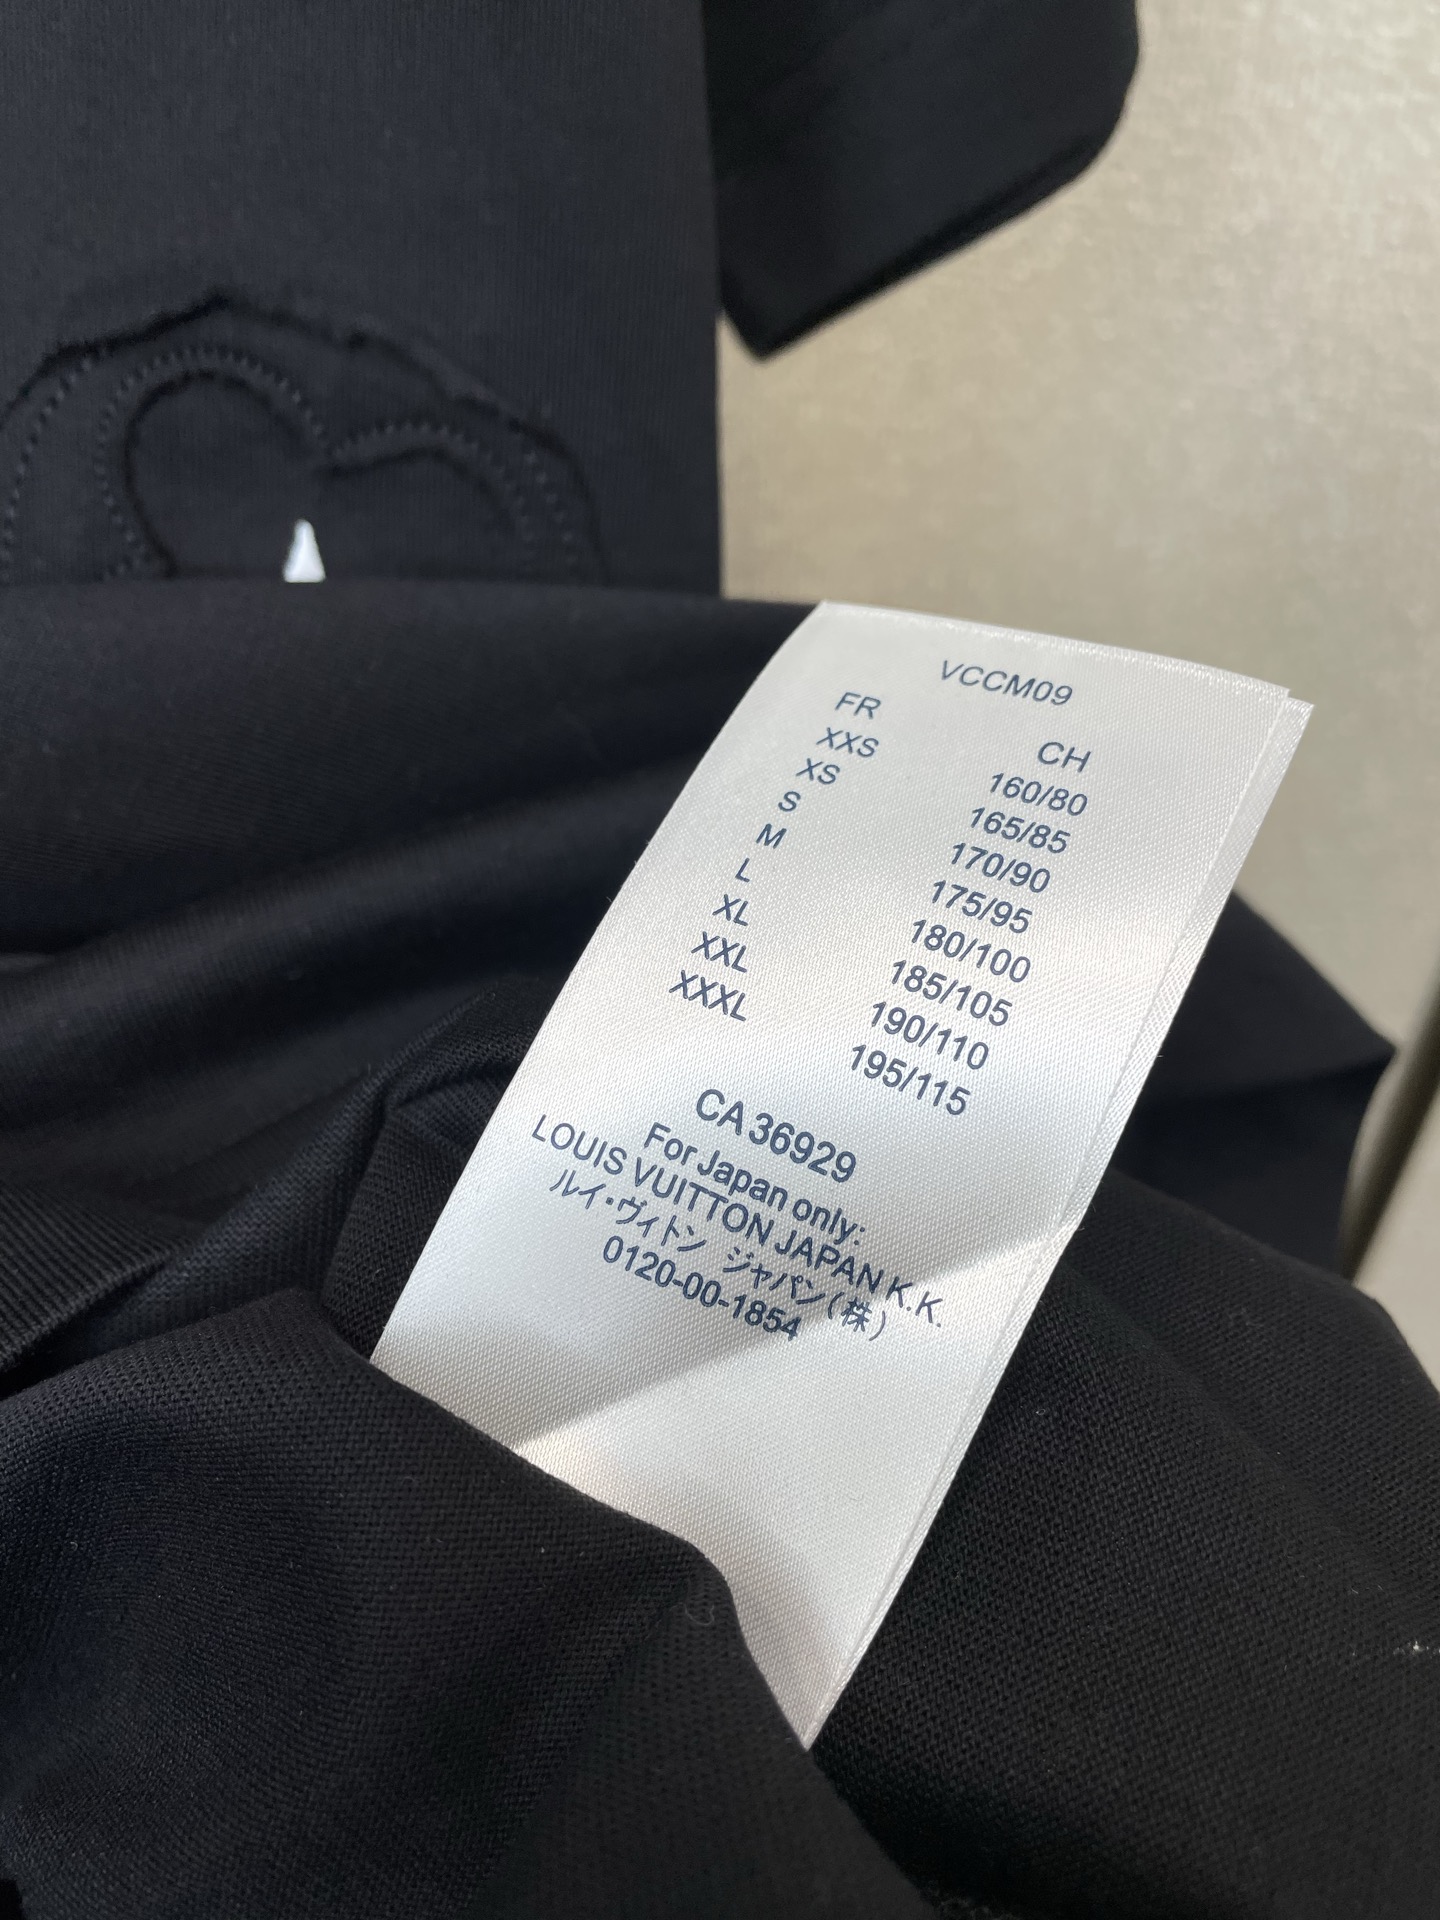 VCCM09
FR CH
XXS 160/80
XS 165/85
S 170/90
M 175/95
L 180/100
XL 185/105
XXL 190/110
XXXL 195/115
CA 36929
For Japan only:
LOUIS VUITTON JAPAN K.K.
ルイ・ヴィトン ジャパン(株)
0120-00-1854